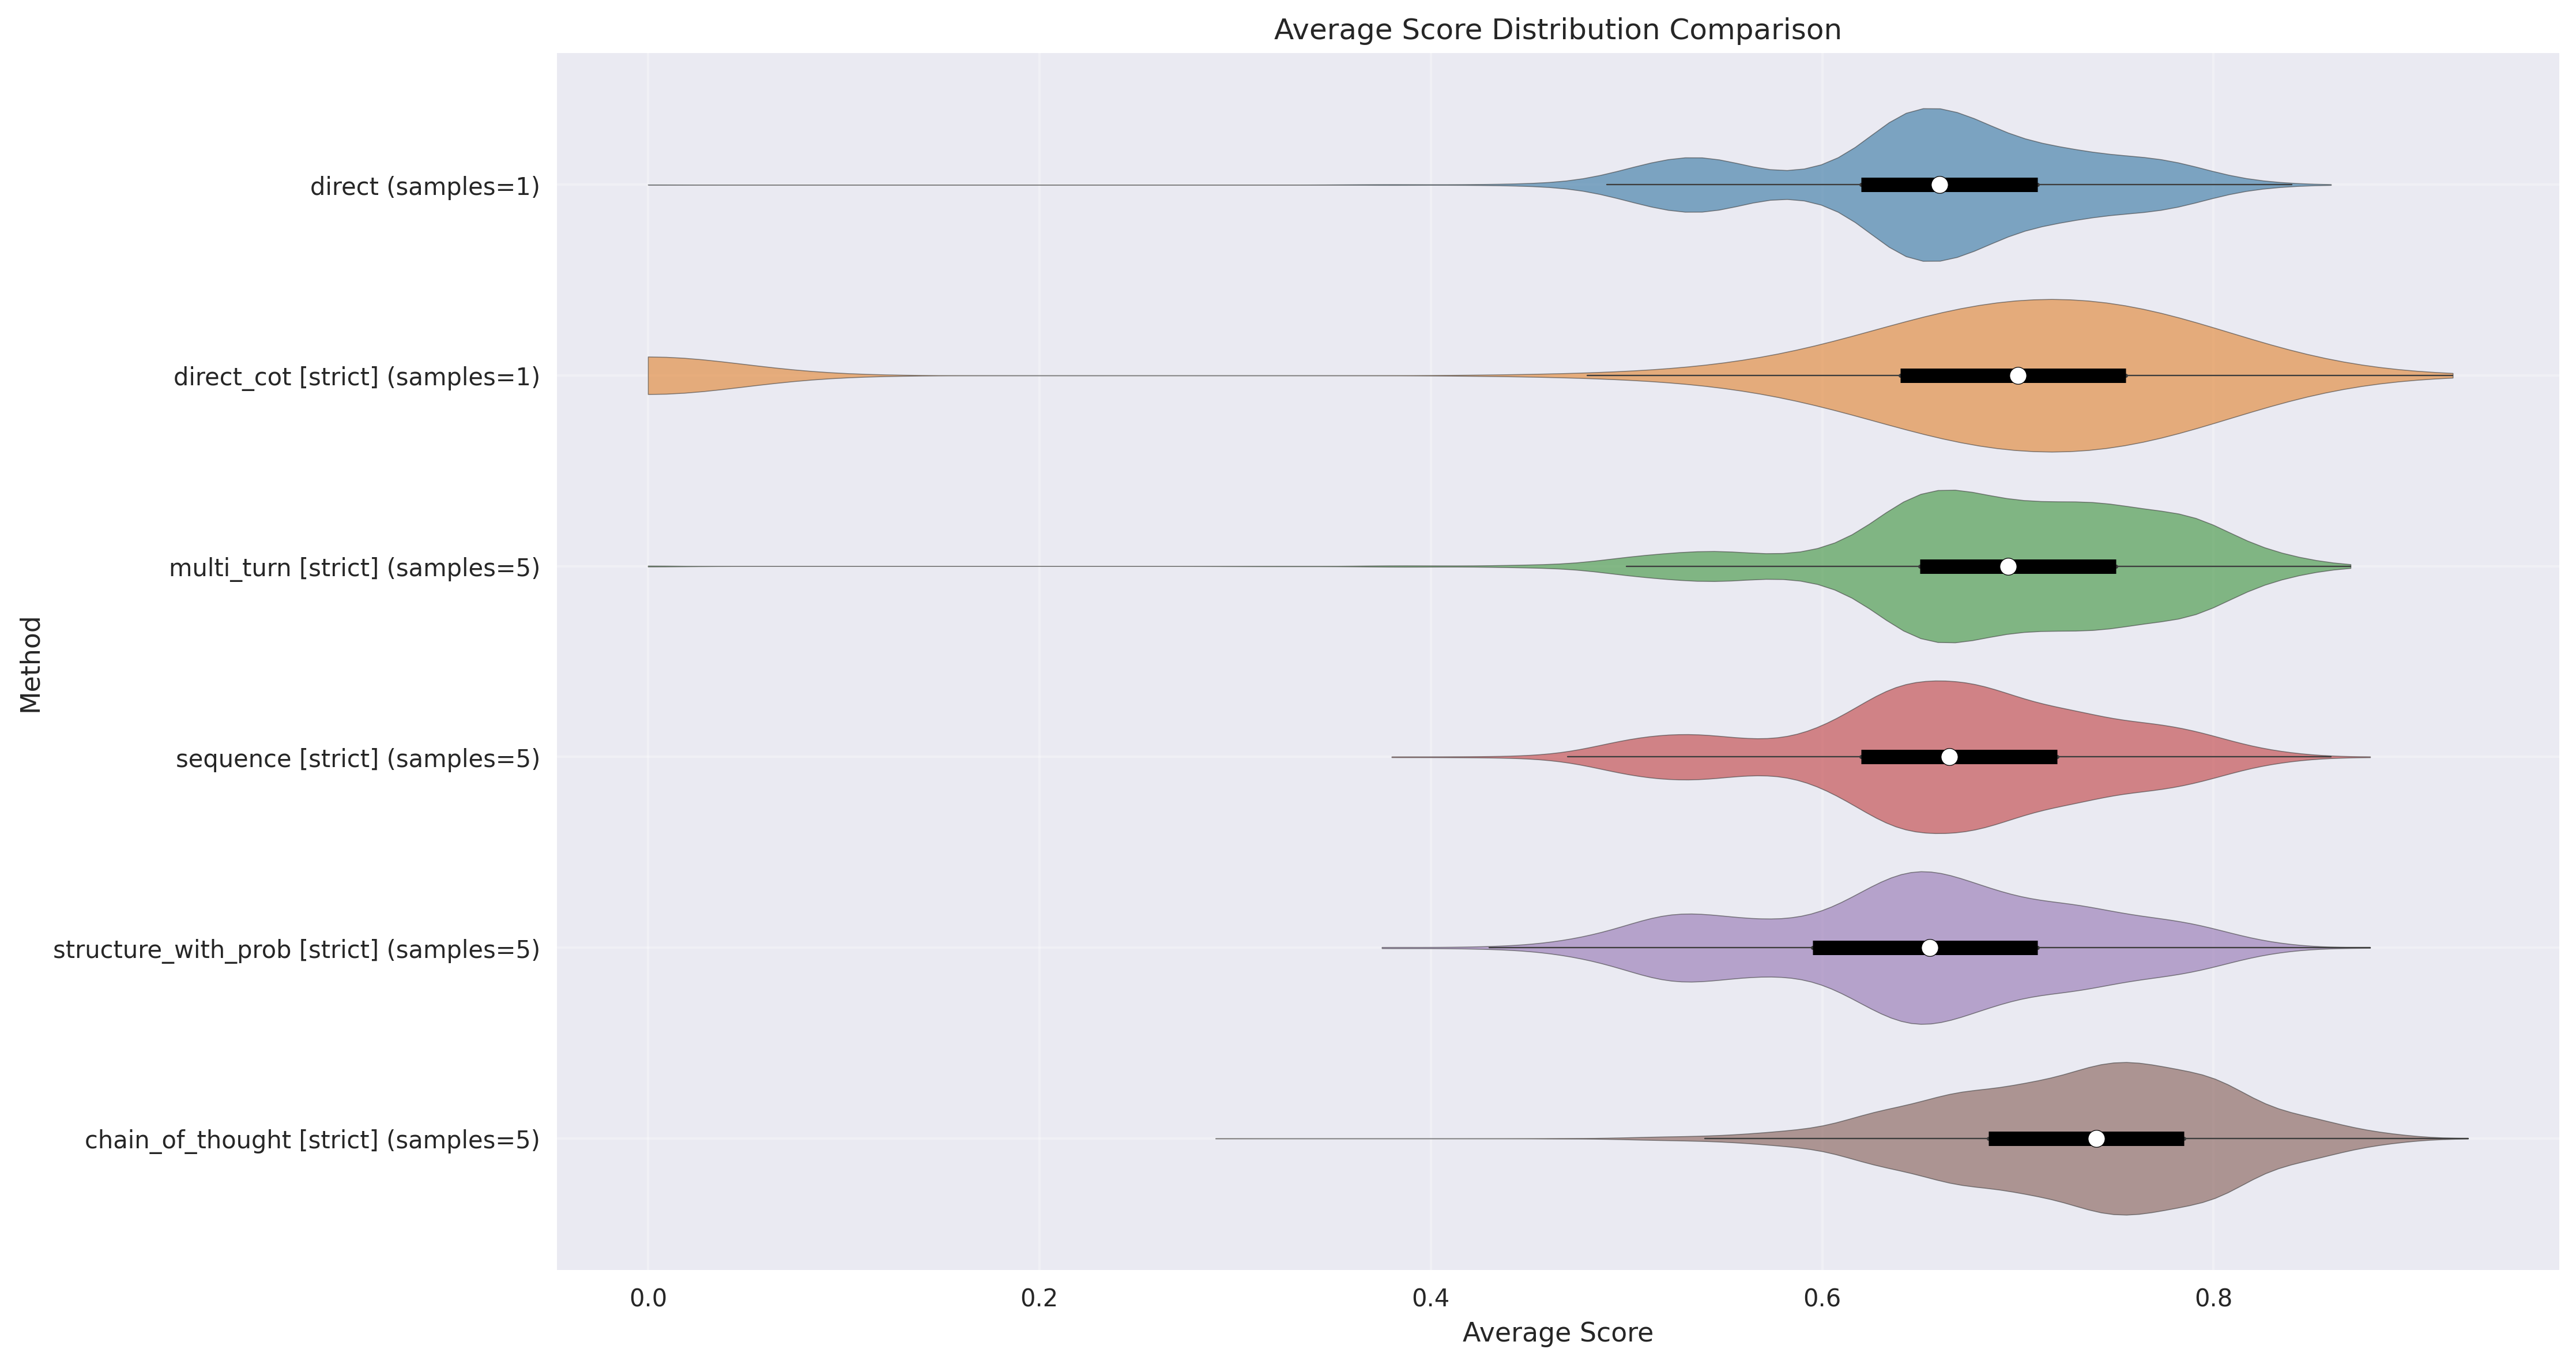 Average Score Distribution Comparison
direct (samples=1)
direct_cot [strict] (samples=1)
multi_turn [strict] (samples=5)
sequence [strict] (samples=5)
structure_with_prob [strict] (samples=5)
chain_of_thought [strict] (samples=5)
Method
0.0 0.2 0.4 0.6 0.8
Average Score